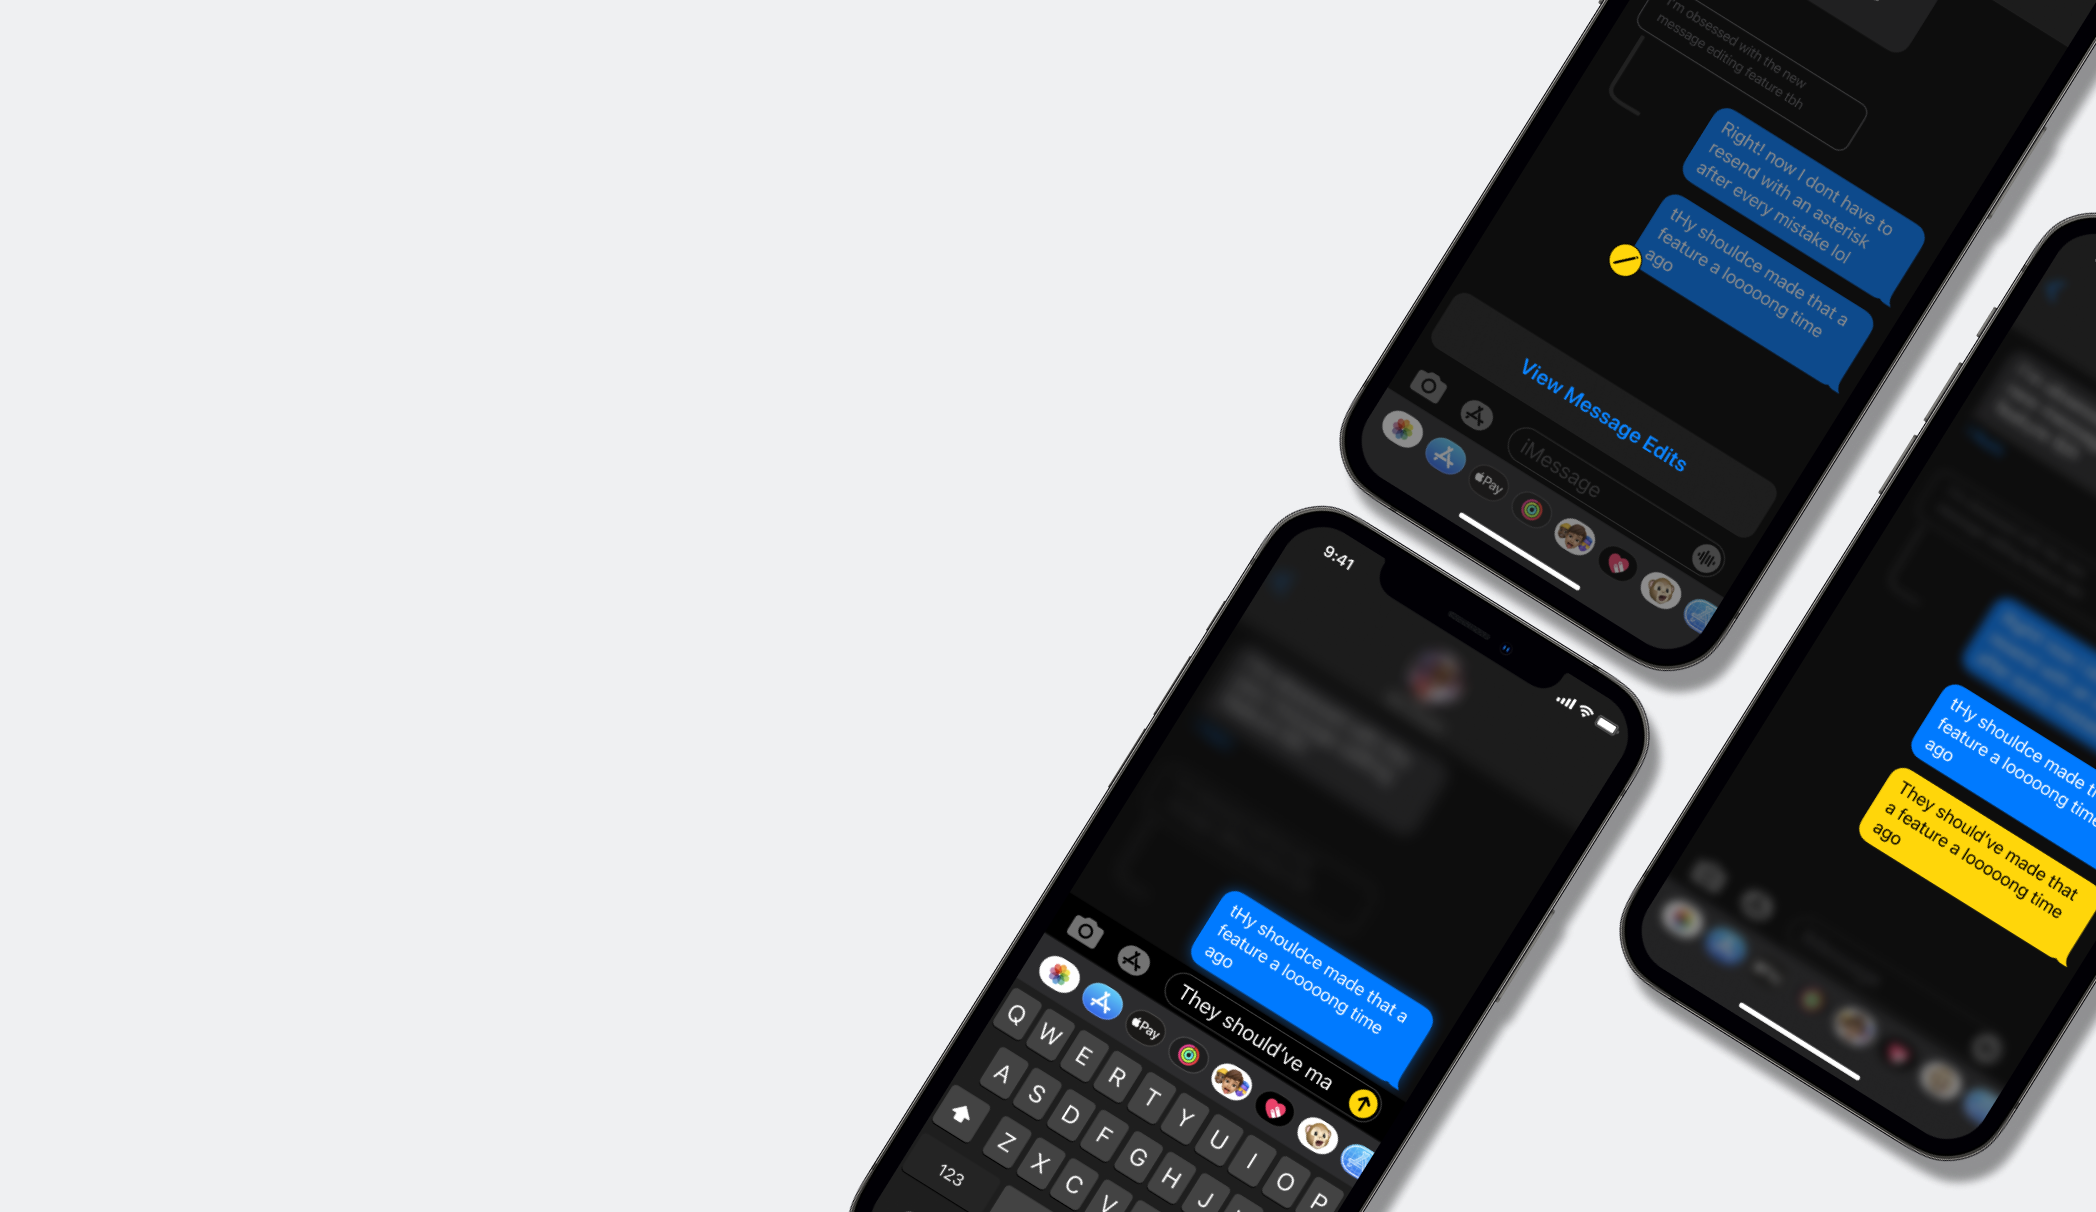 I'm obsessed with the new
message editing feature tbh
Right! now I dont have to
resend with an asterisk
after every mistake lol
tHy shouldce made that a
feature a looooong time
ago
View Message Edits
iMessage
Pay
9:41
tHy shouldce made that a
feature a looooong time
ago
They should've ma
Pay
Q W E R T Y U I O P
A S D F G H J
Z X C V
123
tHy shouldce made th
feature a looooong time
ago
They should've made that
a feature a looooong time
ago